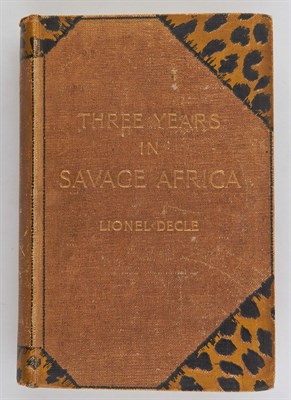 THREE YEARS
IN
SAVAGE AFRICA
LIONEL DECLE